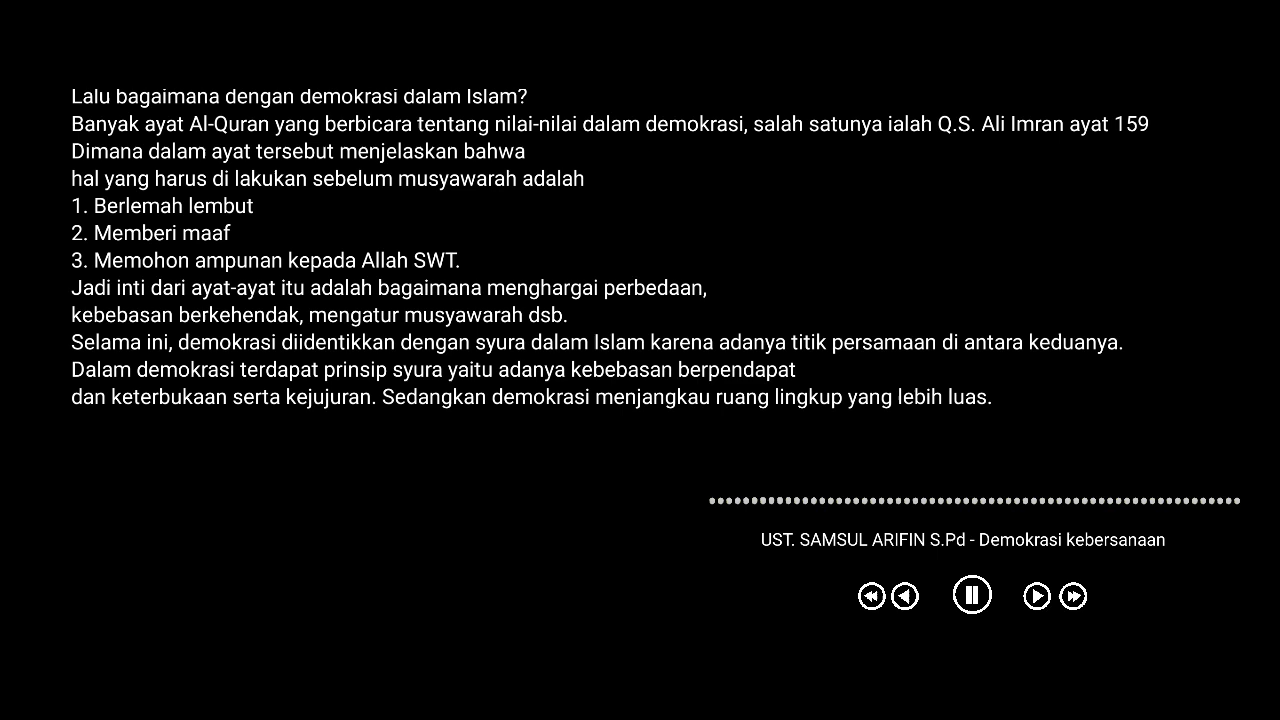 Lalu bagaimana dengan demokrasi dalam Islam?
Banyak ayat Al-Quran yang berbicara tentang nilai-nilai dalam demokrasi, salah satunya ialah Q.S. Ali Imran ayat 159
Dimana dalam ayat tersebut menjelaskan bahwa
hal yang harus di lakukan sebelum musyawarah adalah
1. Berlemah lembut
2. Memberi maaf
3. Memohon ampunan kepada Allah SWT.
Jadi inti dari ayat-ayat itu adalah bagaimana menghargai perbedaan,
kebebasan berkehendak, mengatur musyawarah dsb.
Selama ini, demokrasi diidentikkan dengan syura dalam Islam karena adanya titik persamaan di antara keduanya.
Dalam demokrasi terdapat prinsip syura yaitu adanya kebebasan berpendapat
dan keterbukaan serta kejujuran. Sedangkan demokrasi menjangkau ruang lingkup yang lebih luas.
UST. SAMSUL ARIFIN S.Pd - Demokrasi kebersanaan